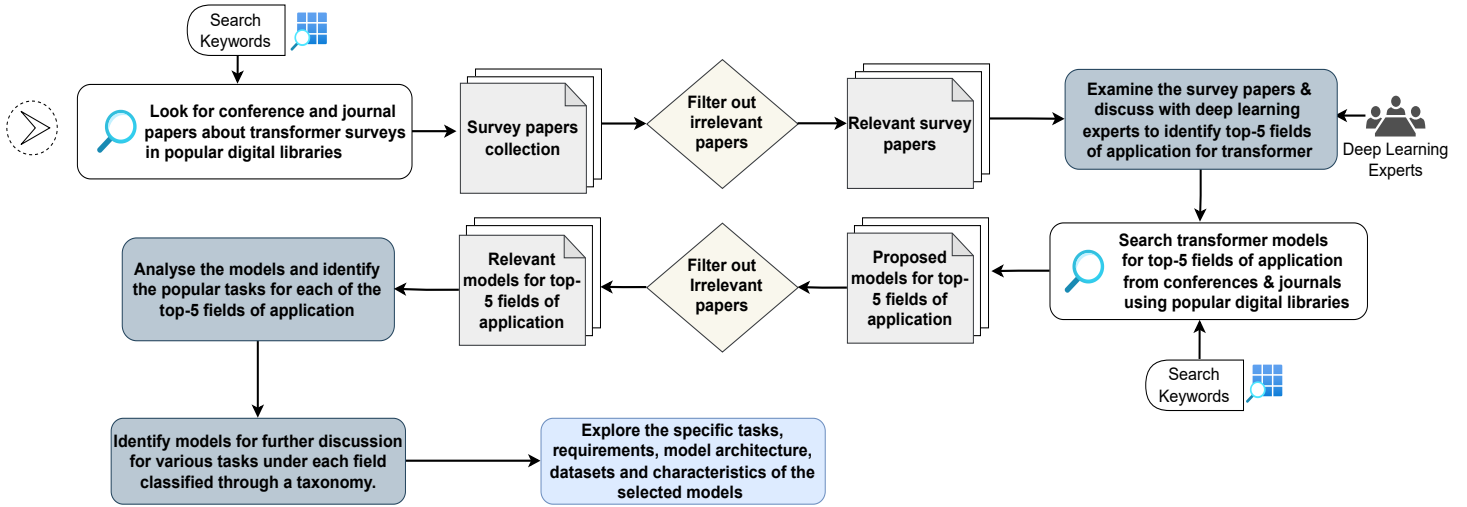 Search
Keywords
Look for conference and journal
papers about transformer surveys
in popular digital libraries
Survey papers
collection
Filter out
irrelevant
papers
Relevant survey
papers
Examine the survey papers &
discuss with deep learning
experts to identify top-5 fields
of application for transformer
Deep Learning
Experts
Search transformer models
for top-5 fields of application
from conferences & journals
using popular digital libraries
Search
Keywords
Proposed
models for top-
5 fields of
application
Filter out
Irrelevant
papers
Relevant
models for top-
5 fields of
application
Analyse the models and identify
the popular tasks for each of the
top-5 fields of application
Identify models for further discussion
for various tasks under each field
classified through a taxonomy.
Explore the specific tasks,
requirements, model architecture,
datasets and characteristics of the
selected models